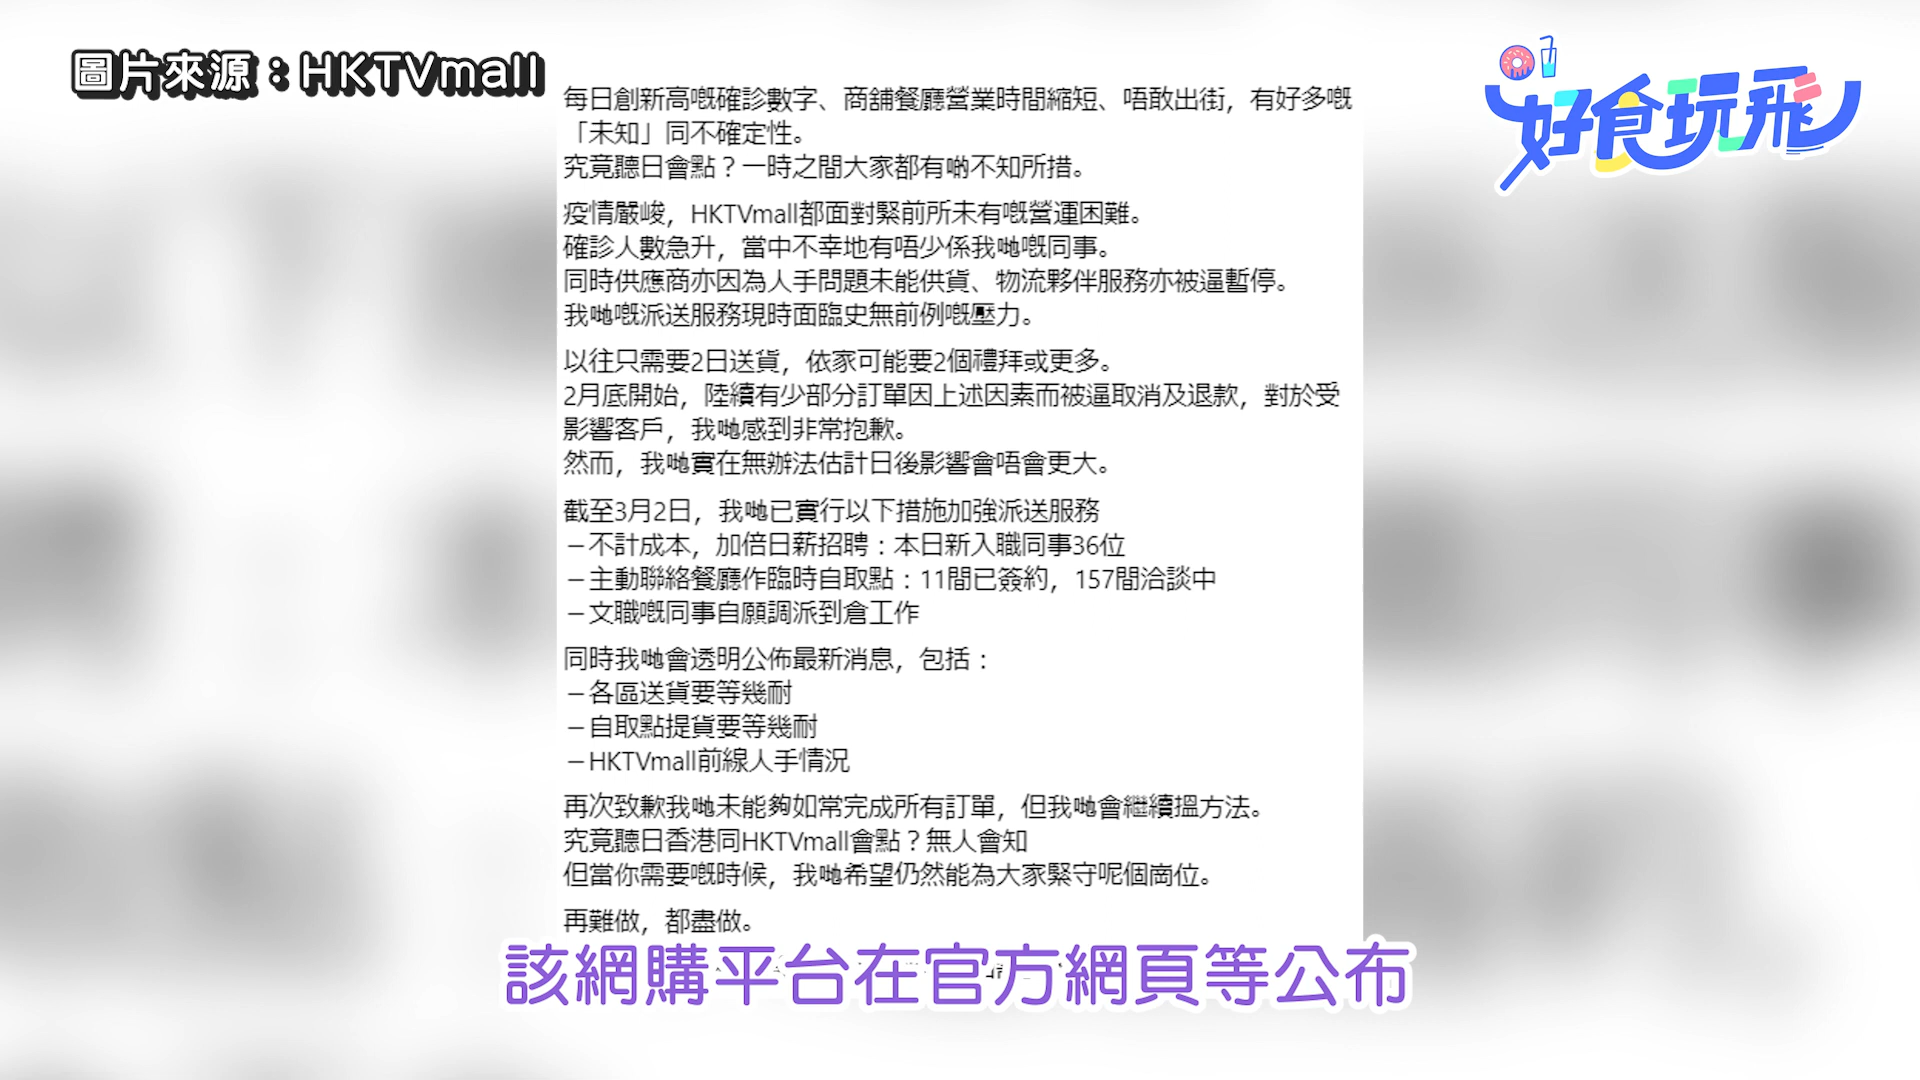 圖片來源：HKTVmall
好食玩飛
每日創新高嘅確診數字、商舖餐廳營業時間縮短、唔敢出街，有好多嘅
「未知」同不確定性。
究竟聽日會點？一時之間大家都有啲不知所措。
疫情嚴峻，HKTVmall都面對緊前所未有嘅營運困難。
確診人數急升，當中不幸地有唔少係我哋嘅同事。
同時供應商亦因為人手問題未能供貨、物流夥伴服務亦被逼暫停。
我哋嘅派送服務現時面臨史無前例嘅壓力。
以往只需要2日送貨，依家可能要2個禮拜或更多。
2月底開始，陸續有少部分訂單因上述因素而被逼取消及退款，對於受
影響客戶，我哋感到非常抱歉。
然而，我哋實在無辦法估計日後影響會唔會更大。
截至3月2日，我哋已實行以下措施加強派送服務
－不計成本，加倍日薪招聘：本日新入職同事36位
－主動聯絡餐廳作臨時自取點：11間已簽約，157間洽談中
－文職嘅同事自願調派到倉工作
同時我哋會透明公佈最新消息，包括：
－各區送貨要等幾耐
－自取點提貨要等幾耐
－HKTVmall前線人手情況
再次致歉我哋未能夠如常完成所有訂單，但我哋會繼續搵方法。
究竟聽日香港同HKTVmall會點？無人會知
但當你需要嘅時候，我哋希望仍然能為大家緊守呢個崗位。
再難做，都盡做。
該網購平台在官方網頁等公布